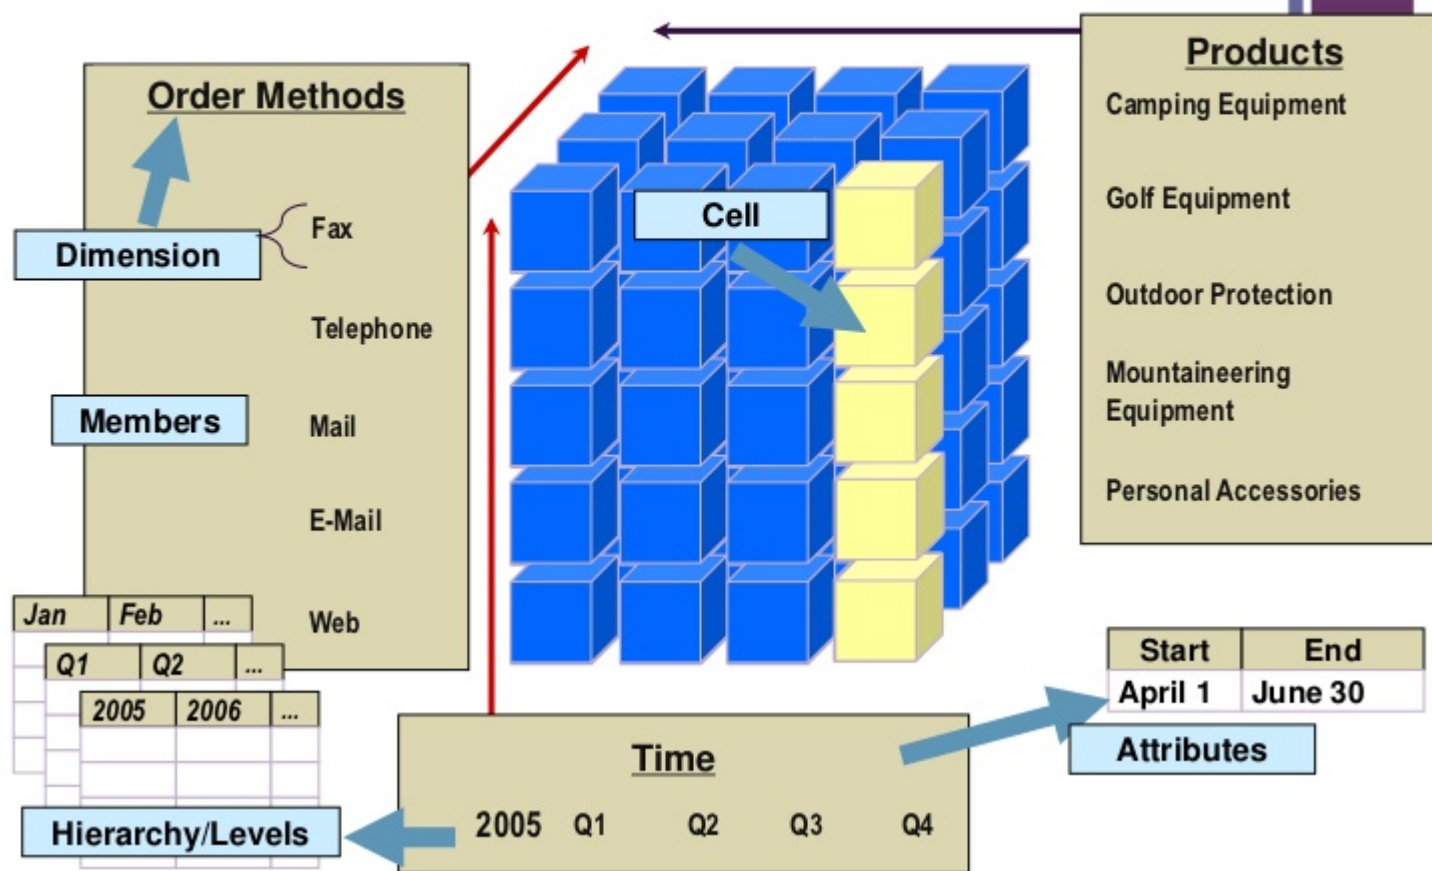 Order Methods
Dimension
Fax
Telephone
Members
Mail
E-Mail
Web
Jan Feb ...
Q1 Q2 ...
2005 2006 ...
Hierarchy/Levels
Cell
Products
Camping Equipment
Golf Equipment
Outdoor Protection
Mountaineering
Equipment
Personal Accessories
Time
2005 Q1 Q2 Q3 Q4
Start End
April 1 June 30
Attributes